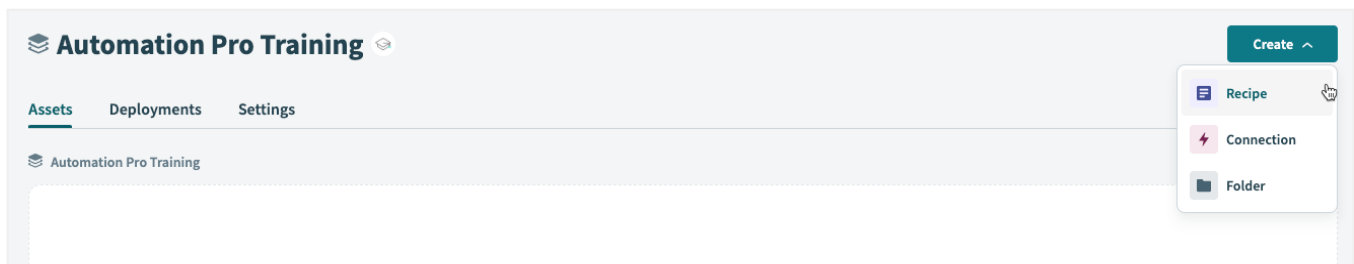 Automation Pro Training
Create
Assets Deployments Settings
Recipe
Connection
Automation Pro Training
Folder